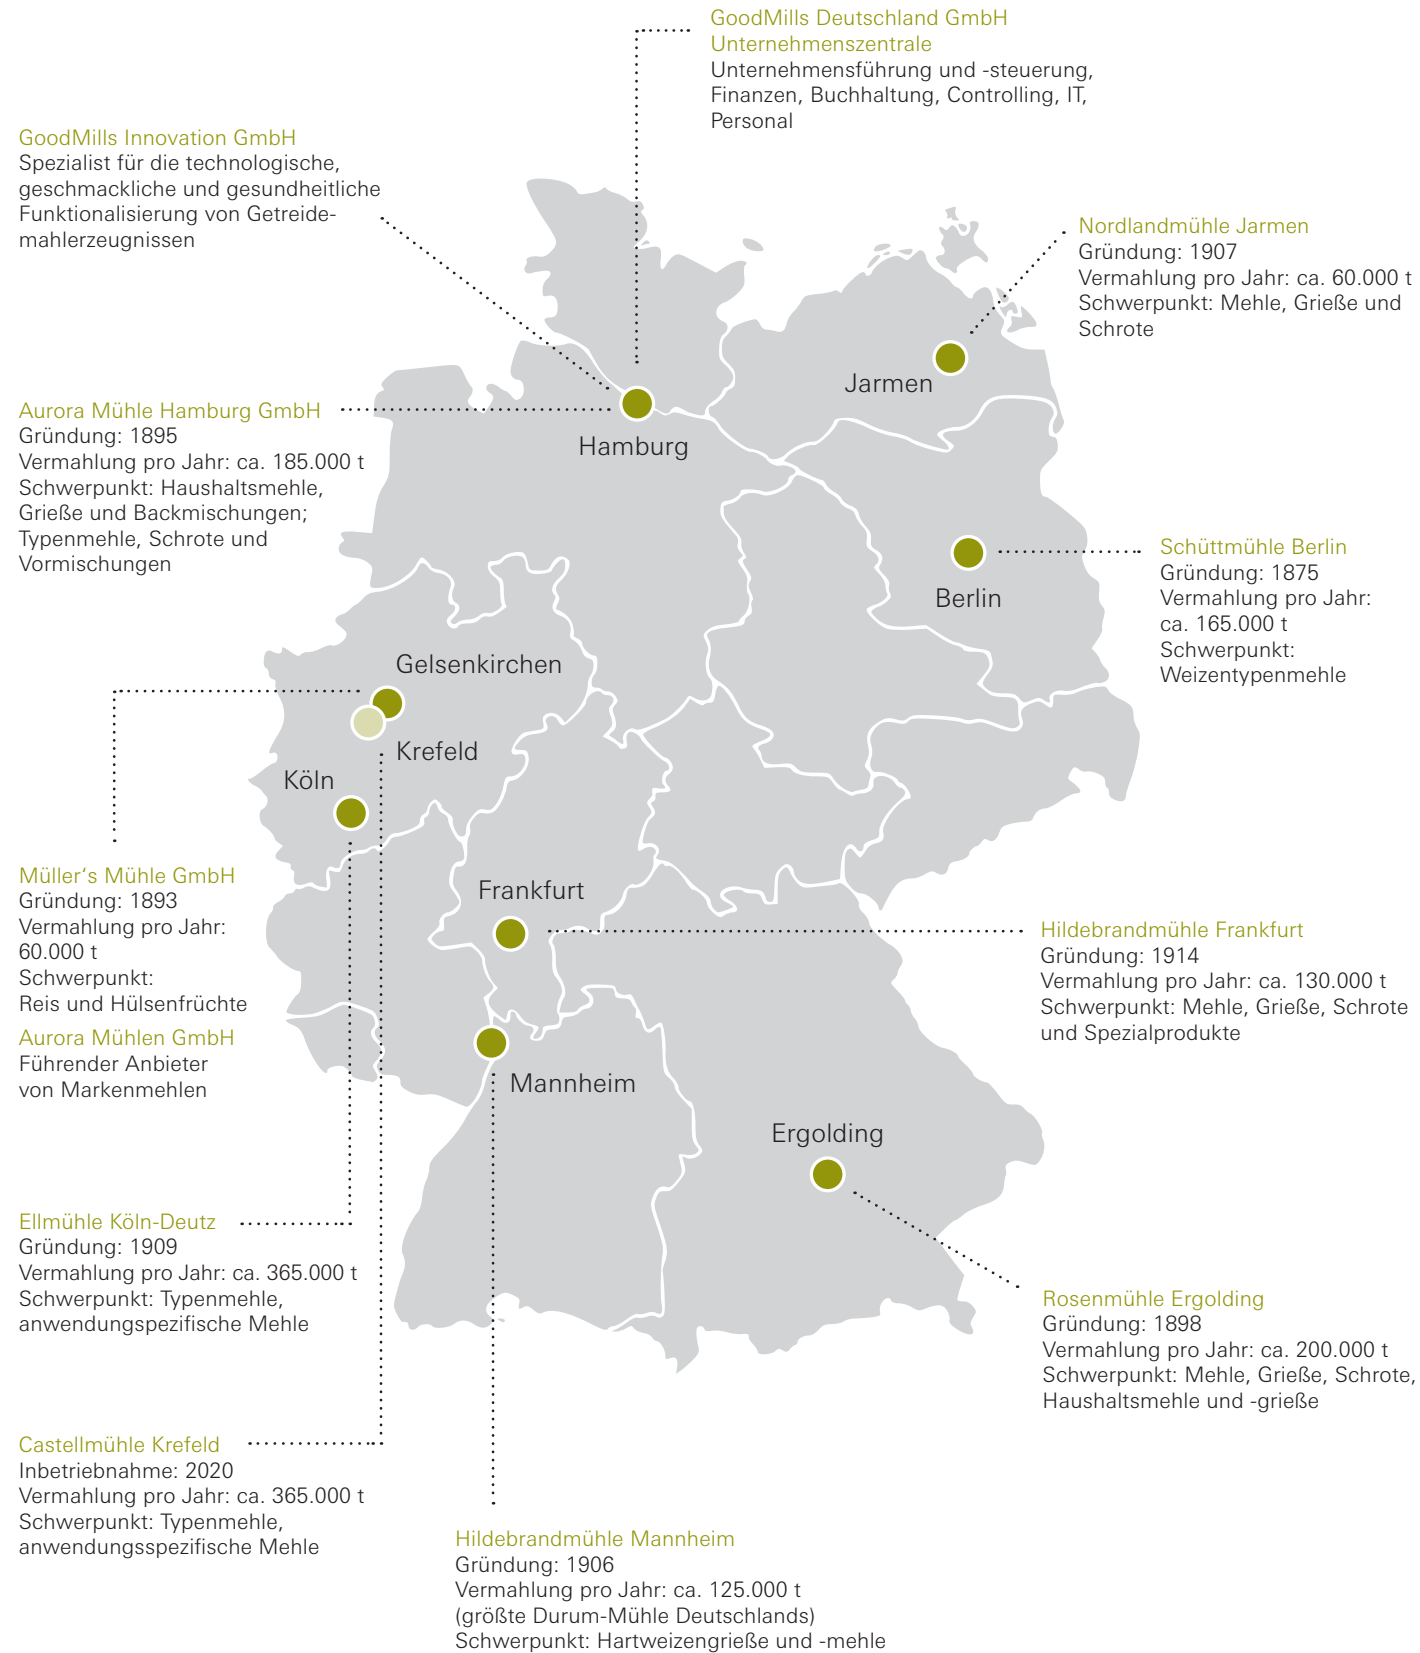 GoodMills Deutschland GmbH
Unternehmenszentrale
Unternehmensführung und -steuerung,
Finanzen, Buchhaltung, Controlling, IT,
Personal
GoodMills Innovation GmbH
Spezialist für die technologische,
geschmackliche und gesundheitliche
Funktionalisierung von Getreide-
mahlerzeugnissen
Nordlandmühle Jarmen
Gründung: 1907
Vermahlung pro Jahr: ca. 60.000 t
Schwerpunkt: Mehle, Grieße und
Schrote
Jarmen
Aurora Mühle Hamburg GmbH
Gründung: 1895
Vermahlung pro Jahr: ca. 185.000 t
Schwerpunkt: Haushaltsmehle,
Grieße und Backmischungen;
Typenmehle, Schrote und
Vormischungen
Hamburg
Schüttmühle Berlin
Gründung: 1875
Vermahlung pro Jahr:
ca. 165.000 t
Schwerpunkt:
Weizentypenmehle
Berlin
Gelsenkirchen
Krefeld
Köln
Müller‘s Mühle GmbH
Gründung: 1893
Vermahlung pro Jahr:
60.000 t
Schwerpunkt:
Reis und Hülsenfrüchte
Aurora Mühlen GmbH
Führender Anbieter
von Markenmehlen
Frankfurt
Hildebrandmühle Frankfurt
Gründung: 1914
Vermahlung pro Jahr: ca. 130.000 t
Schwerpunkt: Mehle, Grieße, Schrote
und Spezialprodukte
Mannheim
Ergolding
Ellmühle Köln-Deutz
Gründung: 1909
Vermahlung pro Jahr: ca. 365.000 t
Schwerpunkt: Typenmehle,
anwendungspezifische Mehle
Rosenmühle Ergolding
Gründung: 1898
Vermahlung pro Jahr: ca. 200.000 t
Schwerpunkt: Mehle, Grieße, Schrote,
Haushaltsmehle und -grieße
Castellmühle Krefeld
Inbetriebnahme: 2020
Vermahlung pro Jahr: ca. 365.000 t
Schwerpunkt: Typenmehle,
anwendungsspezifische Mehle
Hildebrandmühle Mannheim
Gründung: 1906
Vermahlung pro Jahr: ca. 125.000 t
(größte Durum-Mühle Deutschlands)
Schwerpunkt: Hartweizengrieße und -mehle